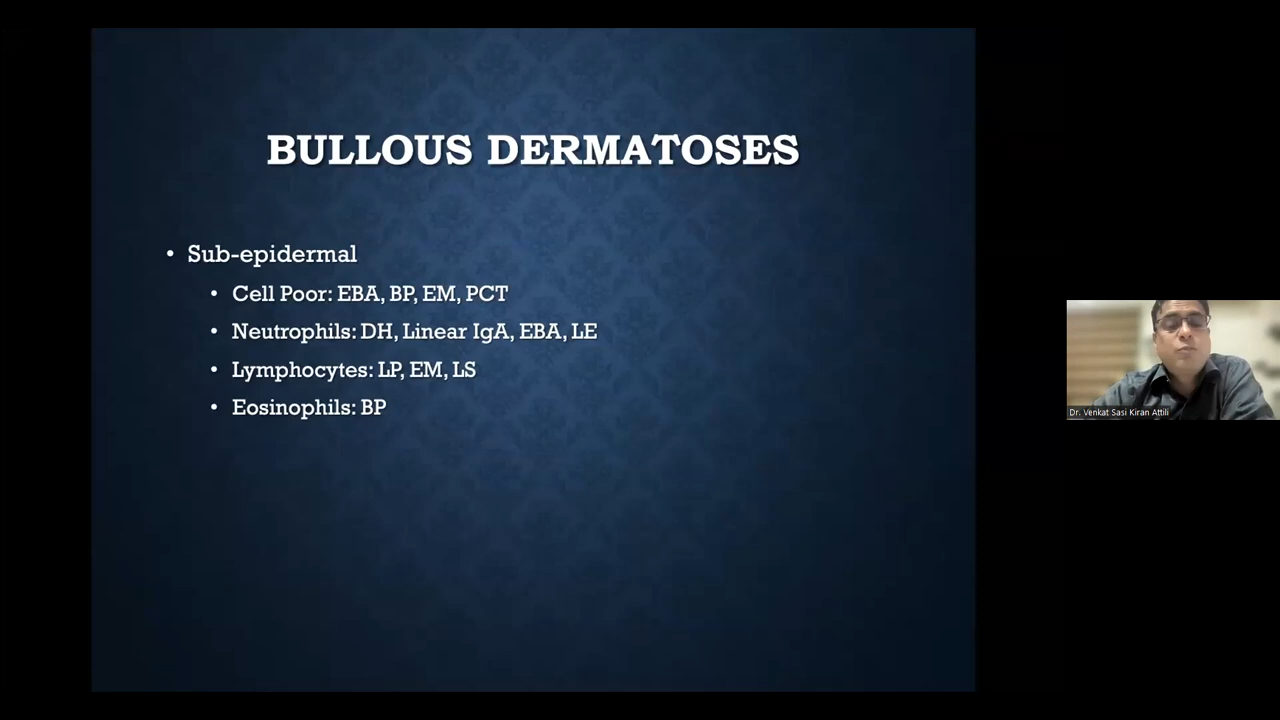 BULLOUS DERMATOSES
• Sub-epidermal
• Cell Poor: EBA, BP, EM, PCT
• Neutrophils: DH, Linear IgA, EBA, LE
• Lymphocytes: LP, EM, LS
• Eosinophils: BP
Dr. Venkat Sasi Kiran Attili